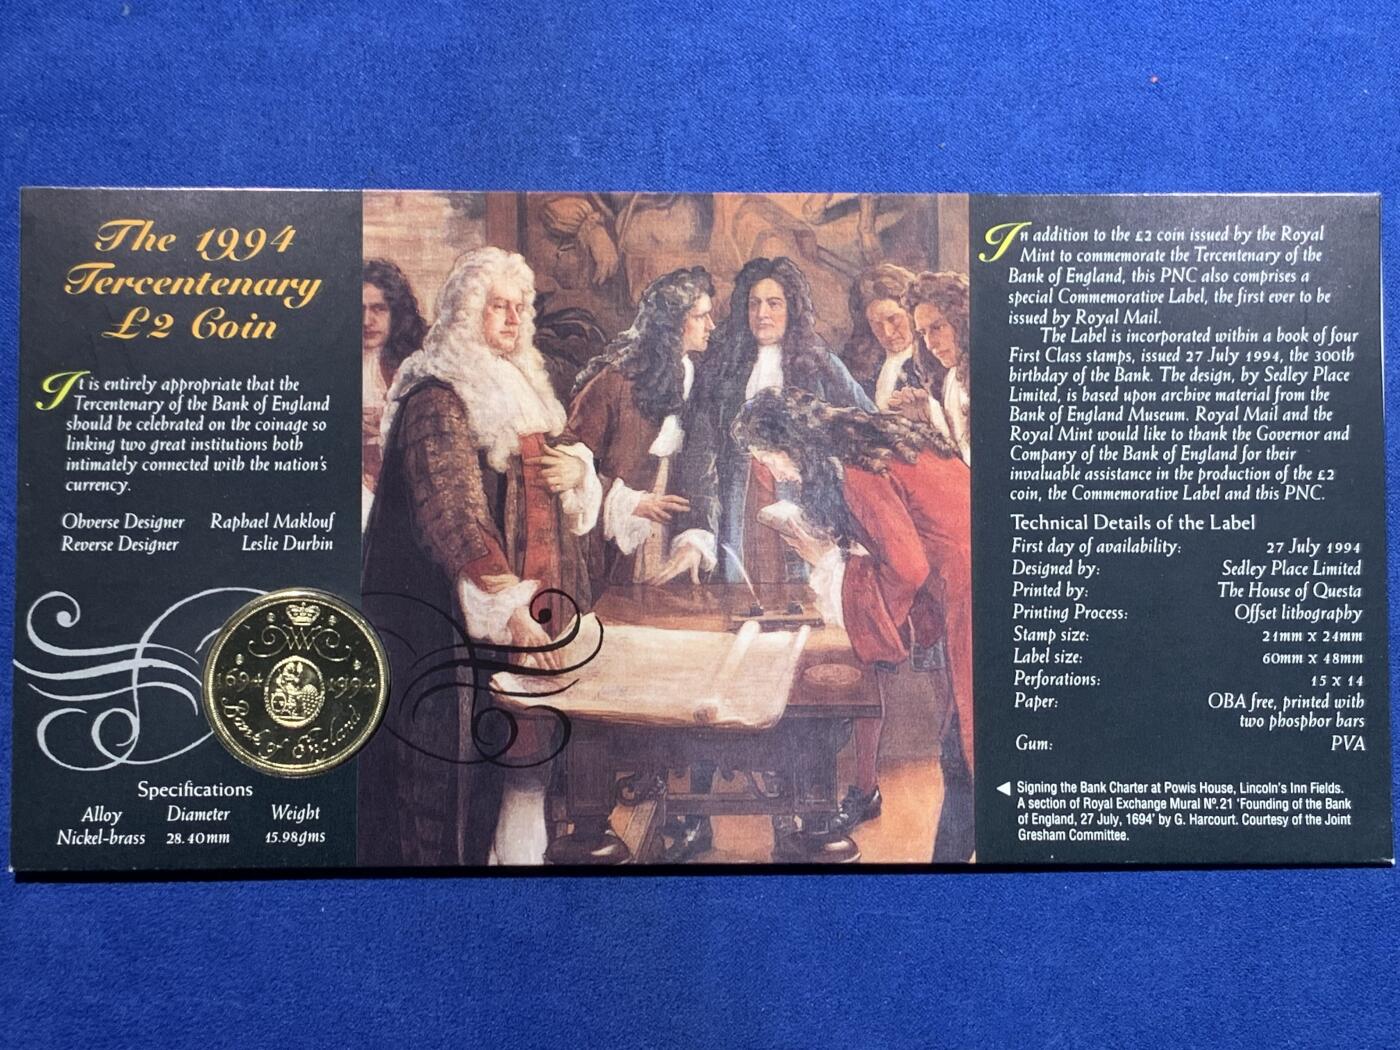 The 1994
Tercentenary
£2 Coin
It is entirely appropriate that the
Tercentenary of the Bank of England
should be celebrated on the coinage so
linking two great institutions both
intimately connected with the nation's
currency.
Obverse Designer Raphael Maklouf
Reverse Designer Leslie Durbin
1694 1994
Bank of England
Specifications
Alloy Diameter Weight
Nickel-brass 28.40mm 15.98gms
In addition to the £2 coin issued by the Royal
Mint to commemorate the Tercentenary of the
Bank of England, this PNC also comprises a
special Commemorative Label, the first ever to be
issued by Royal Mail.
The Label is incorporated within a book of four
First Class stamps, issued 27 July 1994, the 300th
birthday of the Bank. The design, by Sedley Place
Limited, is based upon archive material from the
Bank of England Museum. Royal Mail and the
Royal Mint would like to thank the Governor and
Company of the Bank of England for their
invaluable assistance in the production of the £2
coin, the Commemorative Label and this PNC.
Technical Details of the Label
First day of availability: 27 July 1994
Designed by: Sedley Place Limited
Printed by: The House of Questa
Printing Process: Offset lithography
Stamp size: 21mm x 24mm
Label size: 60mm x 48mm
Perforations: 15 x 14
Paper: OBA free, printed with
two phosphor bars
Gum: PVA
Signing the Bank Charter at Powis House, Lincoln's Inn Fields.
A section of Royal Exchange Mural Nº.21 'Founding of the Bank
of England, 27 July, 1694' by G. Harcourt. Courtesy of the Joint
Gresham Committee.